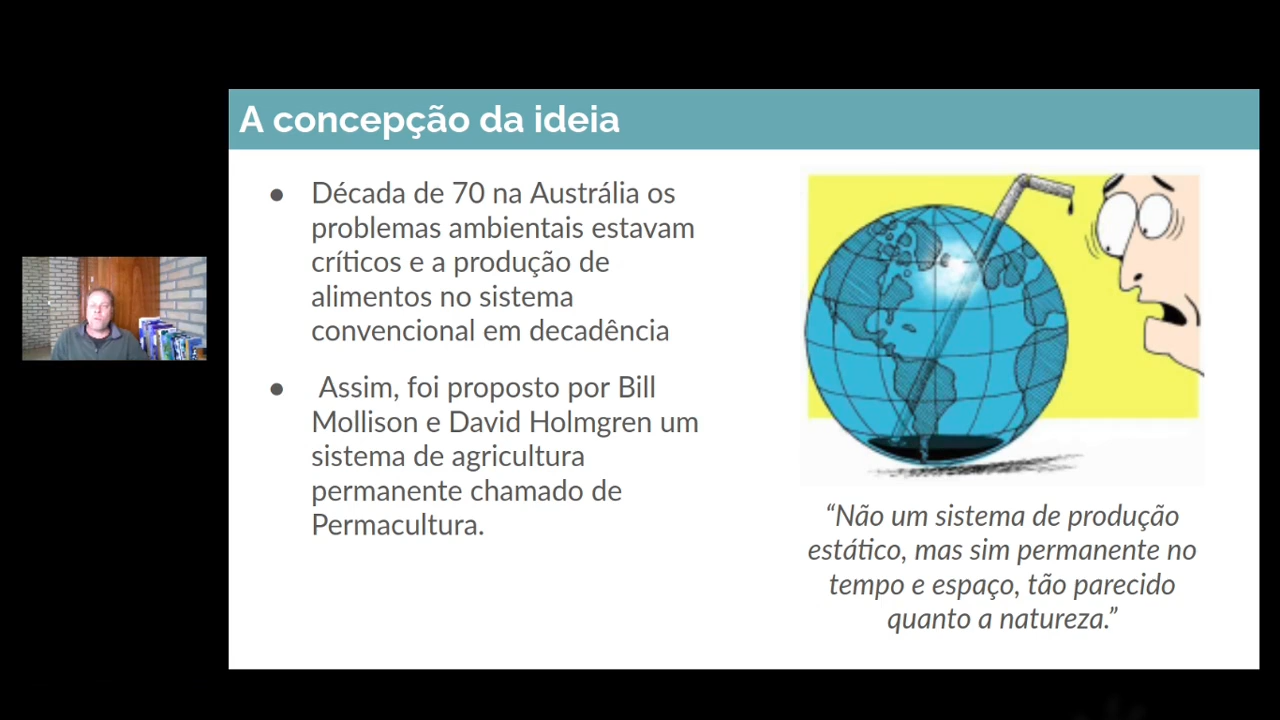 A concepção da ideia
● Década de 70 na Austrália os
problemas ambientais estavam
críticos e a produção de
alimentos no sistema
convencional em decadência
● Assim, foi proposto por Bill
Mollison e David Holmgren um
sistema de agricultura
permanente chamado de
Permacultura.
“Não um sistema de produção
estático, mas sim permanente no
tempo e espaço, tão parecido
quanto a natureza.”